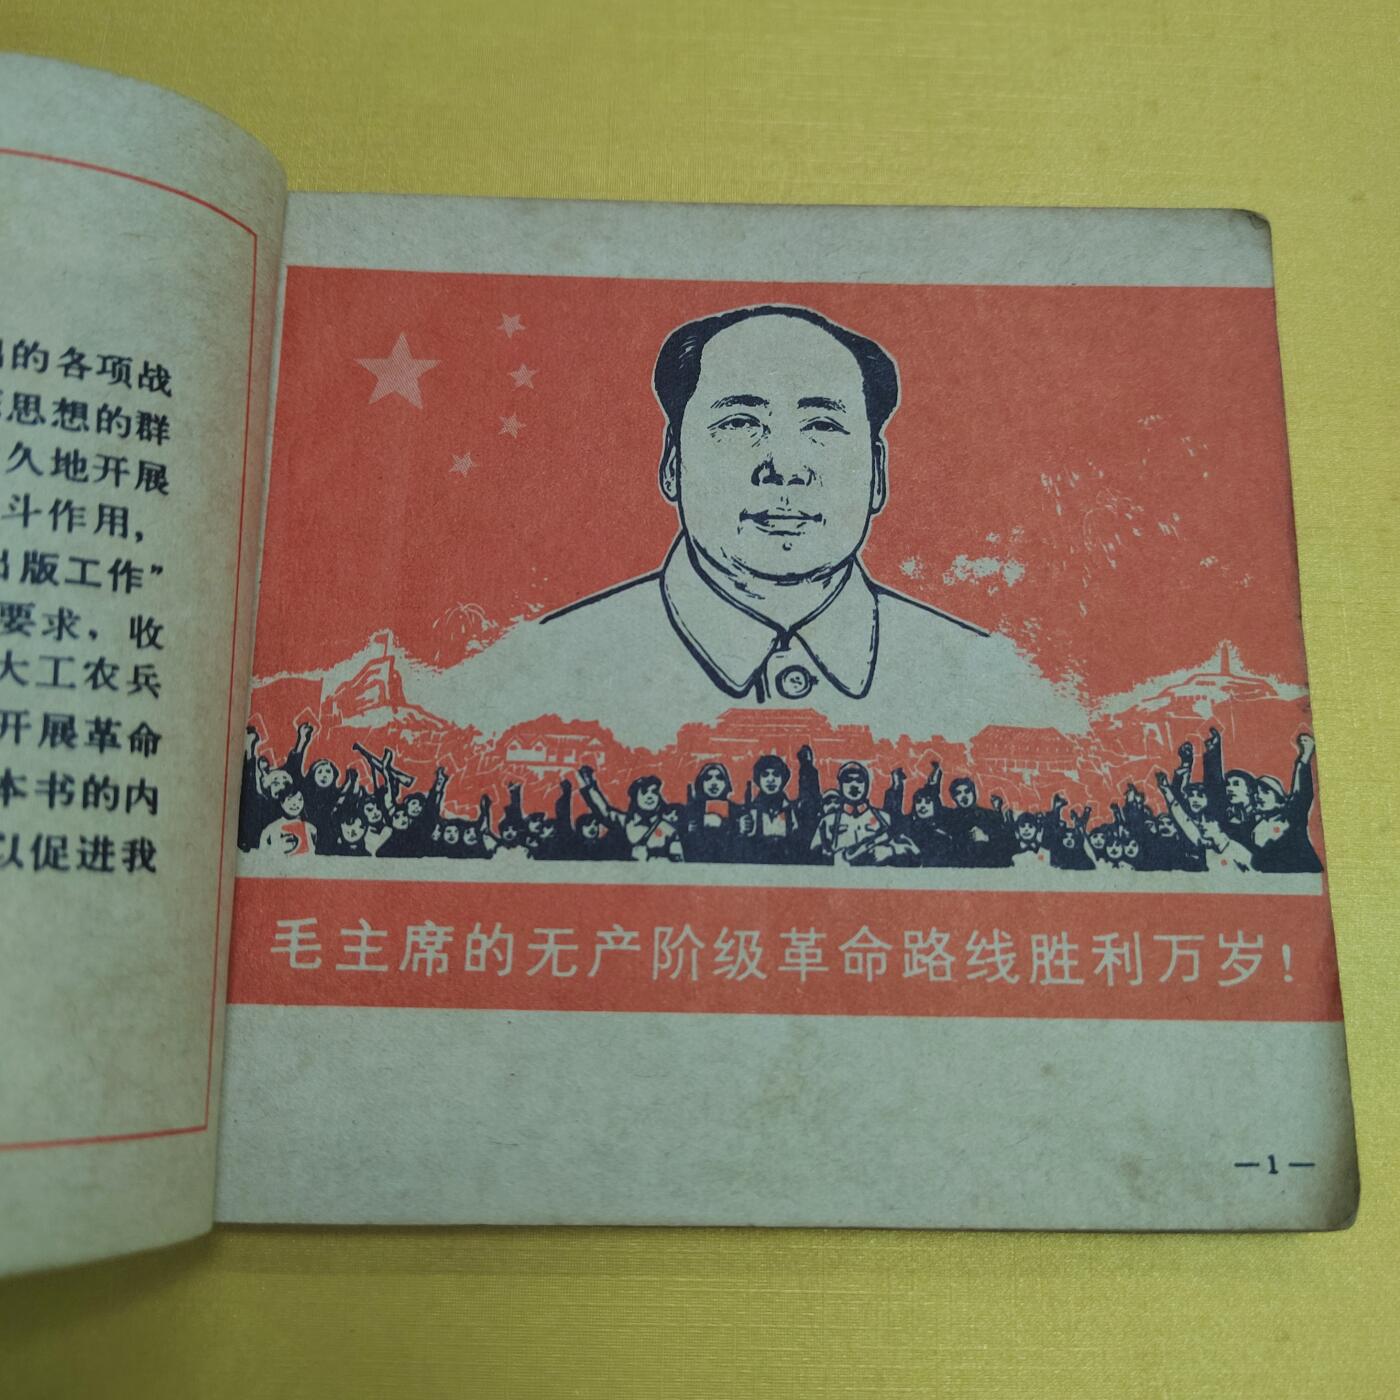 的各项战
思想的群
久地开展
斗作用，
出版工作”
要求，收
大工农兵
开展革命
本书的内
以促进我
毛主席的无产阶级革命路线胜利万岁！
—1—